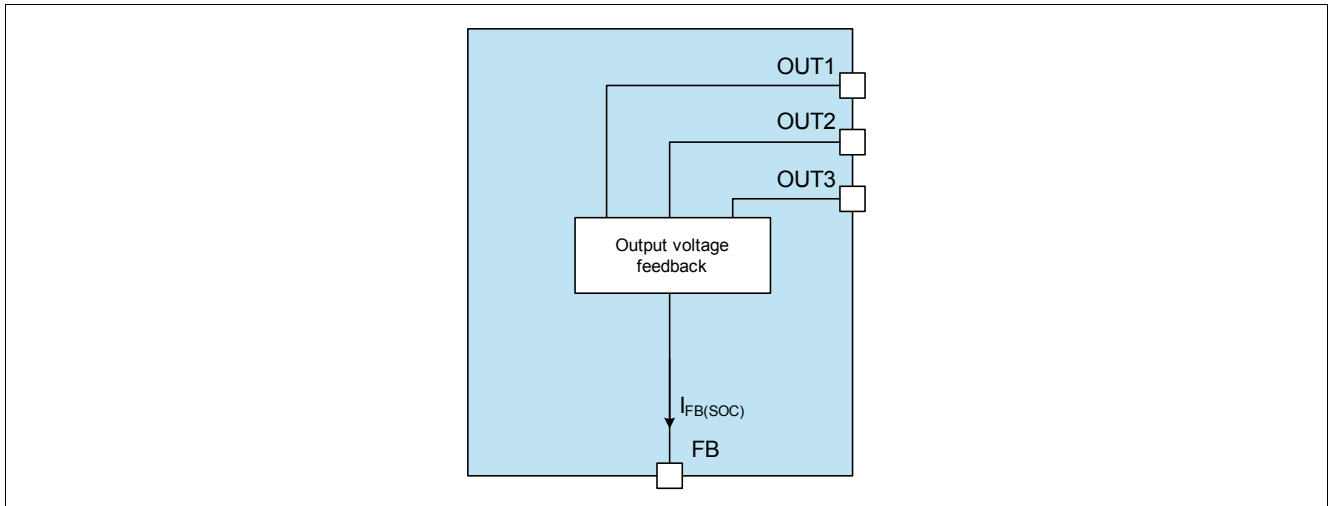 OUT1
OUT2
OUT3
Output voltage
feedback
IFB(SOC)
FB